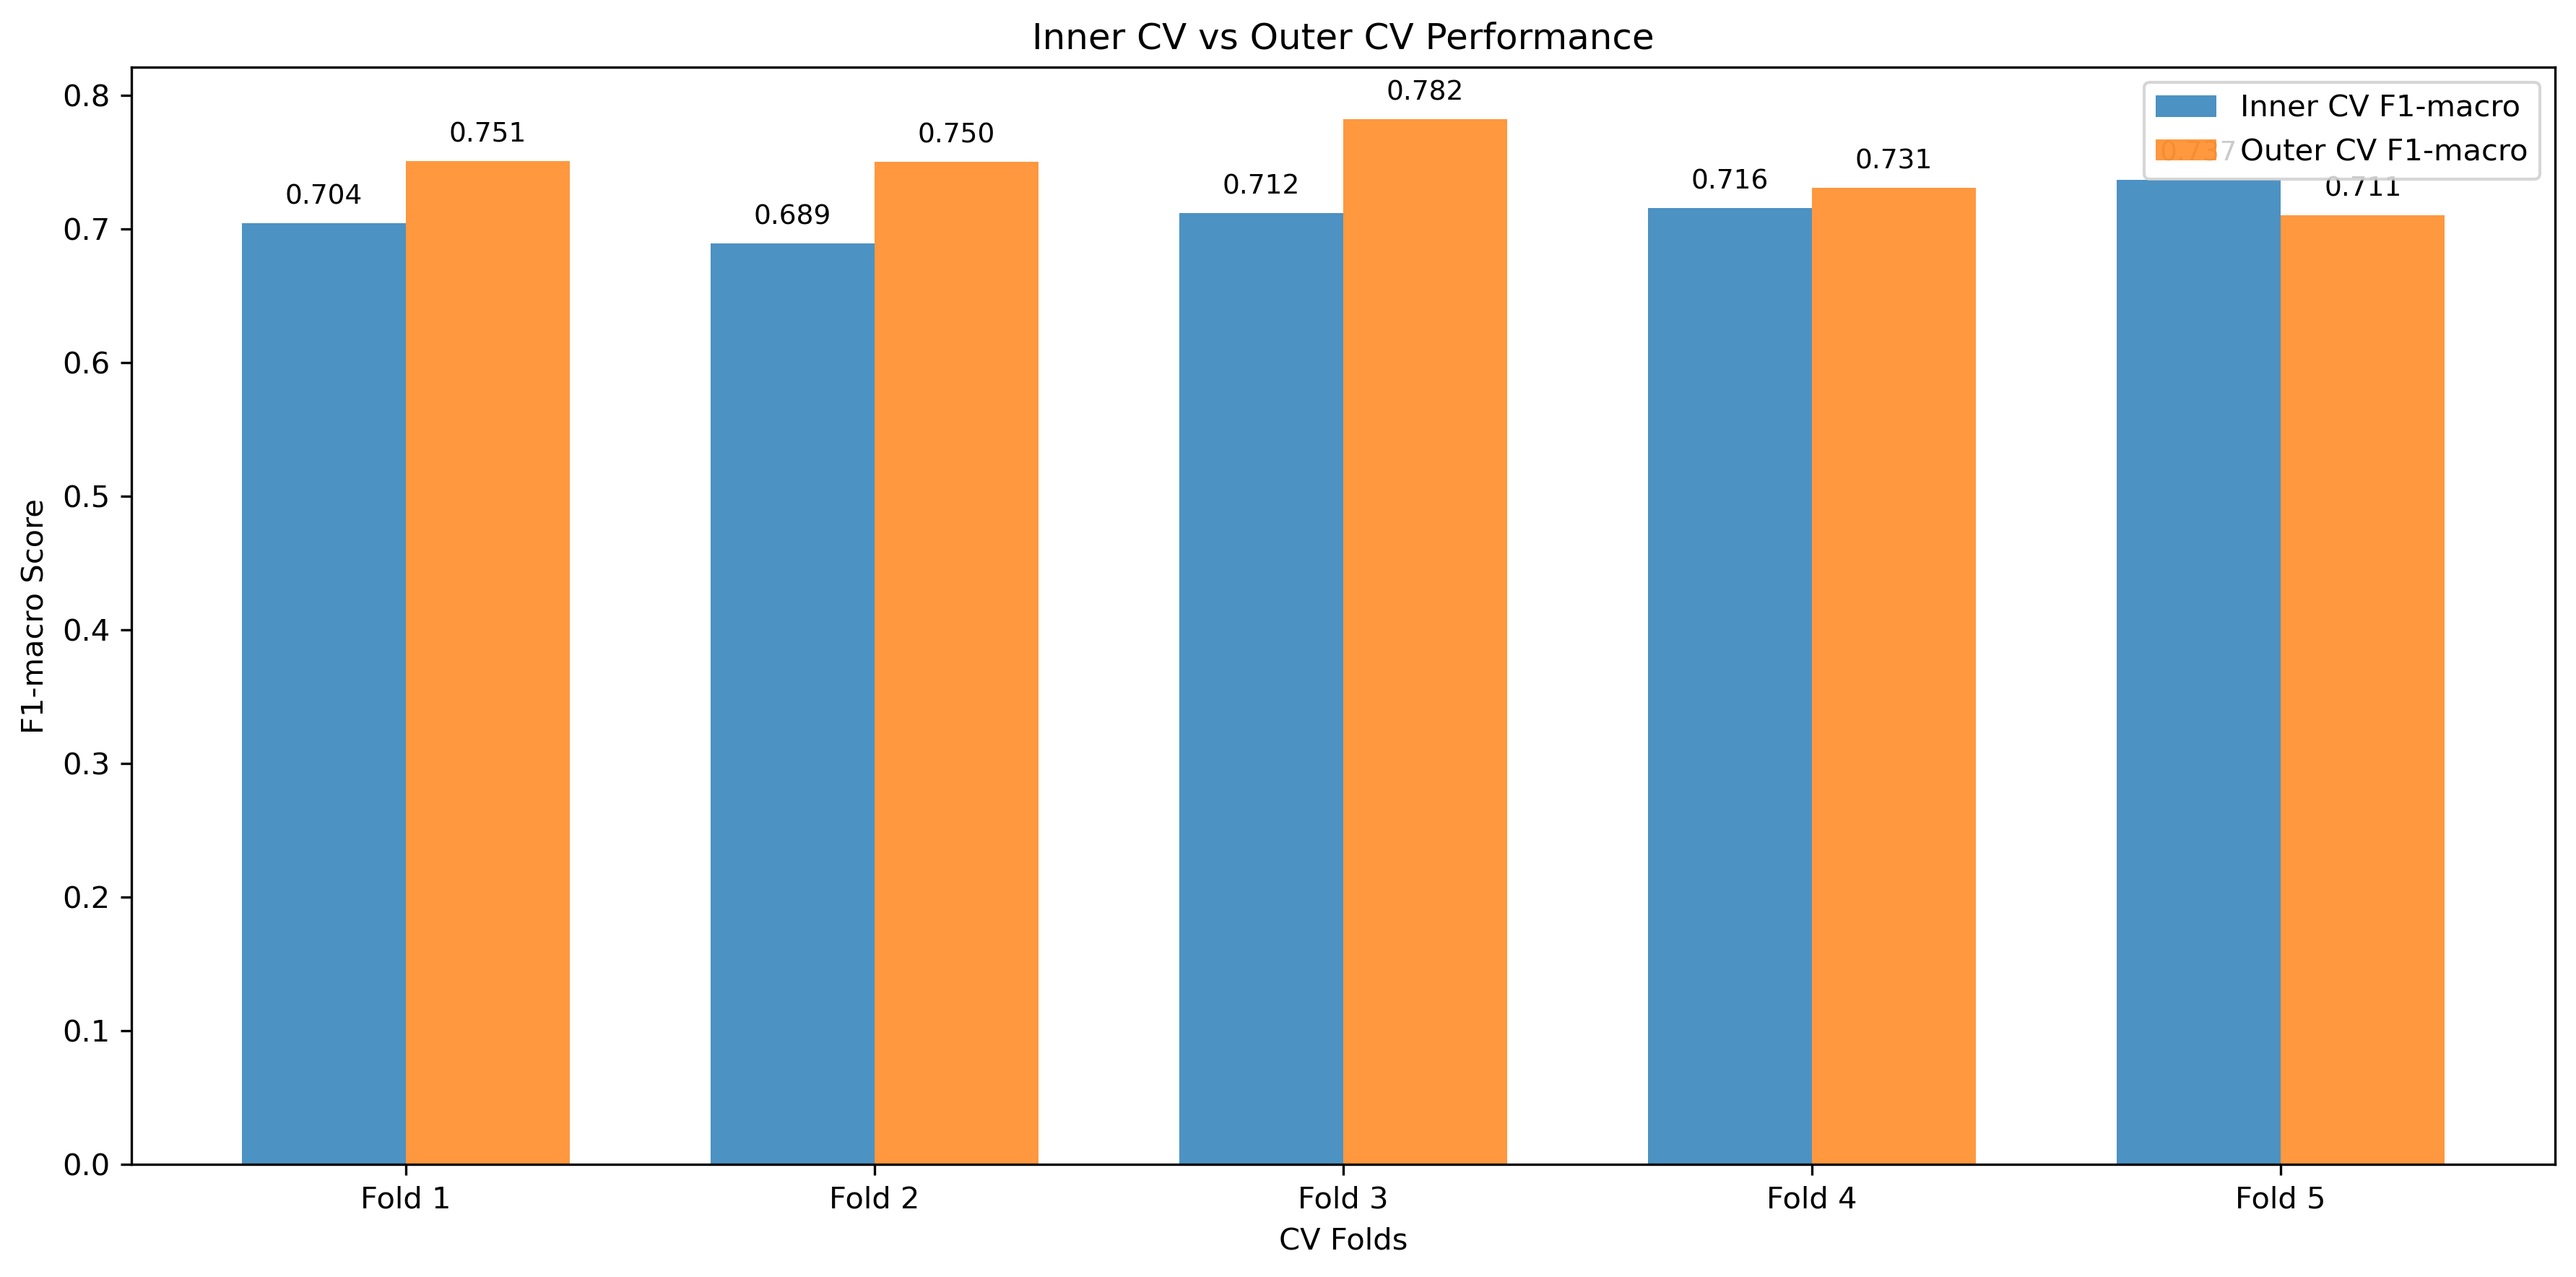 Inner CV vs Outer CV Performance
Inner CV F1-macro
Outer CV F1-macro
0.704
0.751
0.689
0.750
0.712
0.782
0.716
0.731
0.737
0.711
F1-macro Score
0.8
0.7
0.6
0.5
0.4
0.3
0.2
0.1
0.0
Fold 1
Fold 2
Fold 3
Fold 4
Fold 5
CV Folds